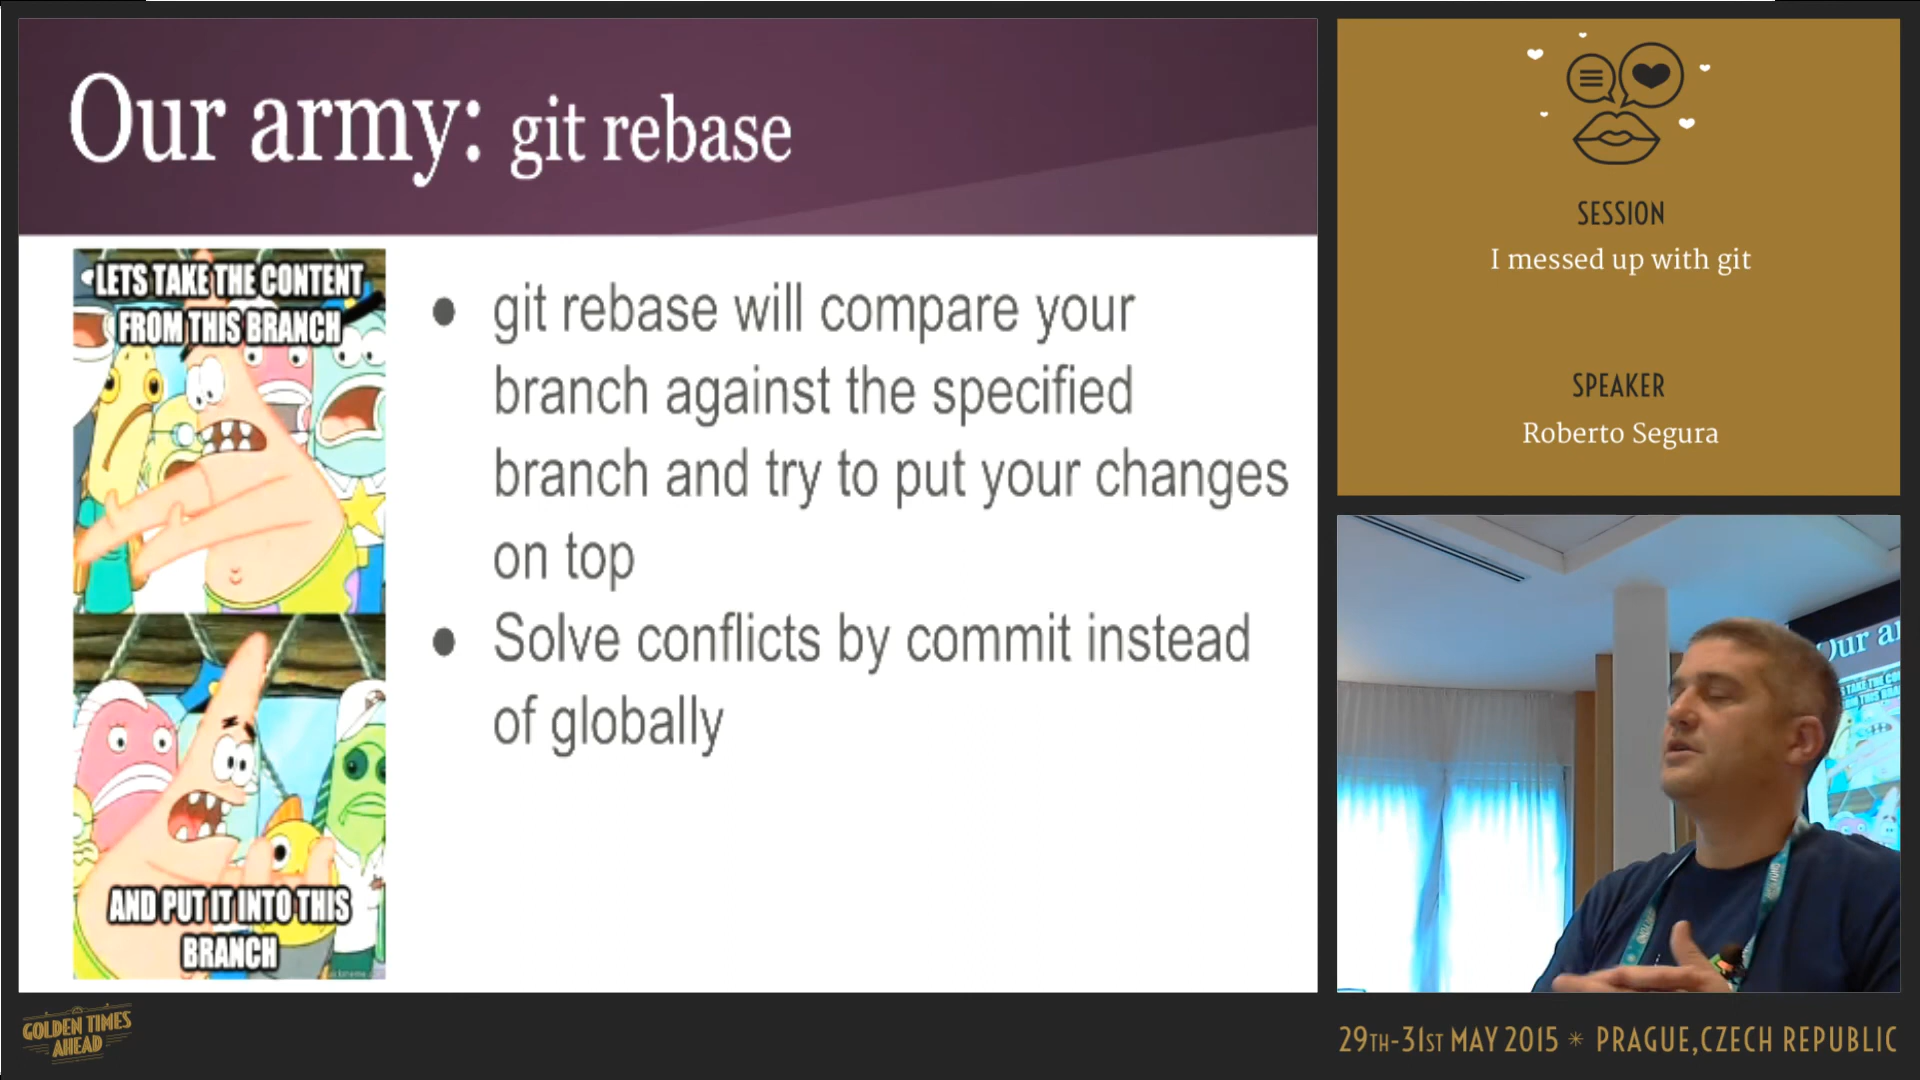 Our army: git rebase
LETS TAKE THE CONTENT
FROM THIS BRANCH
AND PUT IT INTO THIS
BRANCH
● git rebase will compare your
branch against the specified
branch and try to put your changes
on top
● Solve conflicts by commit instead
of globally
SESSION
I messed up with git
SPEAKER
Roberto Segura
Our a
GOLDEN TIMES
AHEAD
29TH-31ST MAY 2015 * PRAGUE, CZECH REPUBLIC